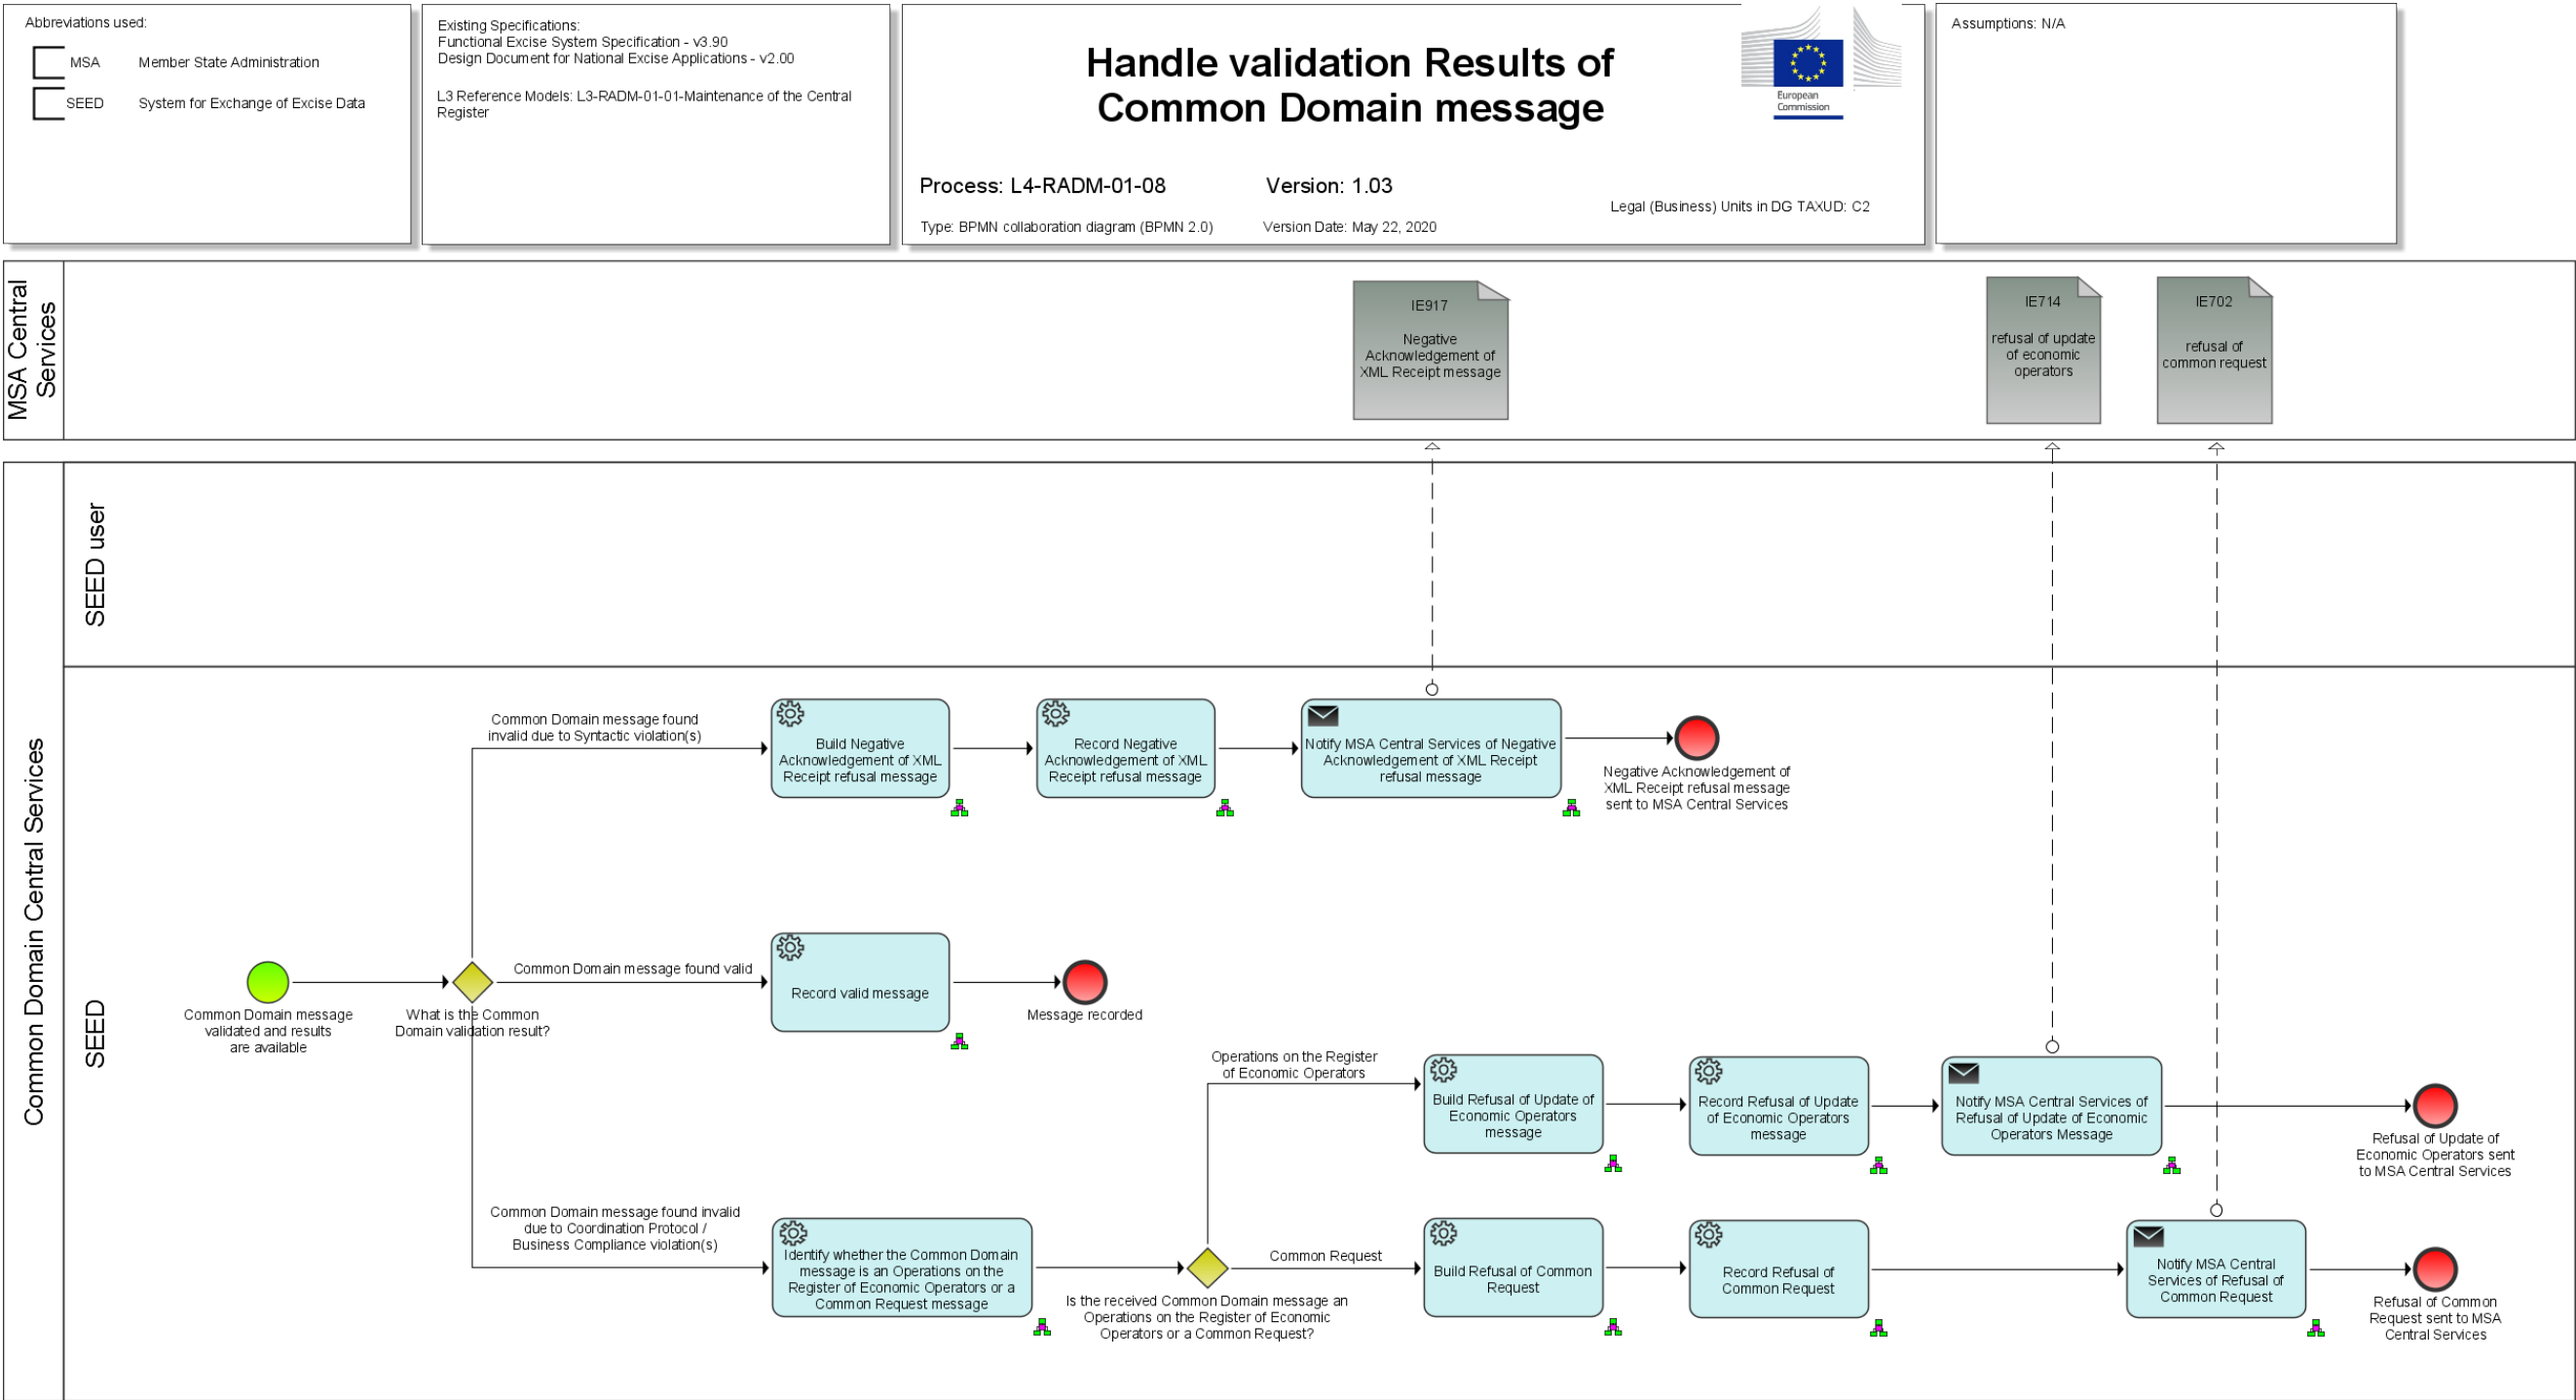 Abbreviations used:
MSA Member State Administration
SEED System for Exchange of Excise Data
Existing Specifications:
Functional Excise System Specification - v3.90
Design Document for National Excise Applications - v2.00
L3 Reference Models: L3-RADM-01-01-Maintenance of the Central
Register
Handle validation Results of
Common Domain message
European
Commission
Process: L4-RADM-01-08 Version: 1.03
Legal (Business) Units in DG TAXUD: C2
Type: BPMN collaboration diagram (BPMN 2.0) Version Date: May 22, 2020
Assumptions: N/A
MSA Central
Services
IE917
Negative
Acknowledgement of
XML Receipt message
IE714
refusal of update
of economic
operators
IE702
refusal of
common request
Common Domain Central Services
SEED user
SEED
Common Domain message found
invalid due to Syntactic violation(s)
Build Negative
Acknowledgement of XML
Receipt refusal message
Record Negative
Acknowledgement of XML
Receipt refusal message
Notify MSA Central Services of Negative
Acknowledgement of XML Receipt
refusal message
Negative Acknowledgement of
XML Receipt refusal message
sent to MSA Central Services
Common Domain message
validated and results
are available
What is the Common
Domain validation result?
Common Domain message found valid
Record valid message
Message recorded
Common Domain message found invalid
due to Coordination Protocol /
Business Compliance violation(s)
Identify whether the Common Domain
message is an Operations on the
Register of Economic Operators or a
Common Request message
Is the received Common Domain message an
Operations on the Register of Economic
Operators or a Common Request?
Operations on the Register
of Economic Operators
Build Refusal of Update of
Economic Operators
message
Record Refusal of Update
of Economic Operators
message
Notify MSA Central Services of
Refusal of Update of Economic
Operators Message
Refusal of Update of
Economic Operators sent
to MSA Central Services
Common Request
Build Refusal of Common
Request
Record Refusal of
Common Request
Notify MSA Central
Services of Refusal of
Common Request
Refusal of Common
Request sent to MSA
Central Services